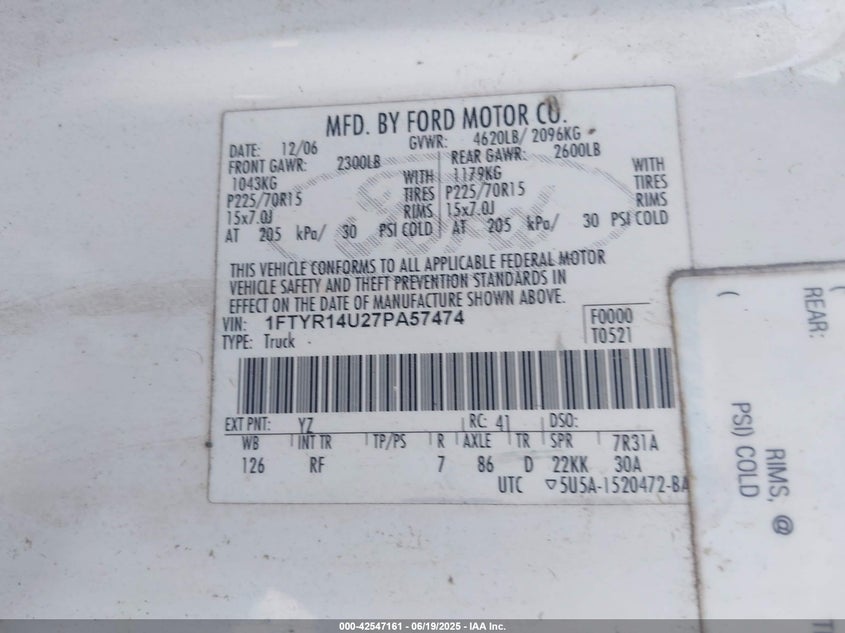 MFD. BY FORD MOTOR CO.
DATE: 12/06 GVWR: 4620LB/ 2096KG
FRONT GAWR: 2300LB REAR GAWR: 2600LB
1043KG WITH 1179KG WITH
P225/70R15 TIRES P225/70R15 TIRES
15x7.0J RIMS 15x7.0J RIMS
AT 205 kPa/ 30 PSI COLD AT 205 kPa/ 30 PSI COLD
THIS VEHICLE CONFORMS TO ALL APPLICABLE FEDERAL MOTOR
VEHICLE SAFETY AND THEFT PREVENTION STANDARDS IN
EFFECT ON THE DATE OF MANUFACTURE SHOWN ABOVE.
VIN: 1FTYR14U27PA57474 F0000
TYPE: Truck T0521
EXT PNT: YZ RC: 41 DSO:
WB INT TR TP/PS R AXLE TR SPR 7R31A
126 RF 7 86 D 22KK 30A
UTC ▽5U5A-1520472-BA
REAR:
RIMS, @
PSI) COLD
000-42547161 - 06/19/2025 - IAA Inc.